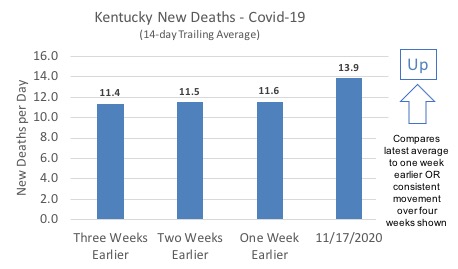 Kentucky New Deaths - Covid-19
(14-day Trailing Average)
New Deaths per Day
16.0
14.0
12.0
10.0
8.0
6.0
4.0
2.0
0.0
11.4
11.5
11.6
13.9
Three Weeks
Earlier
Two Weeks
Earlier
One Week
Earlier
11/17/2020
Up
Compares
latest average
to one week
earlier OR
consistent
movement
over four
weeks shown